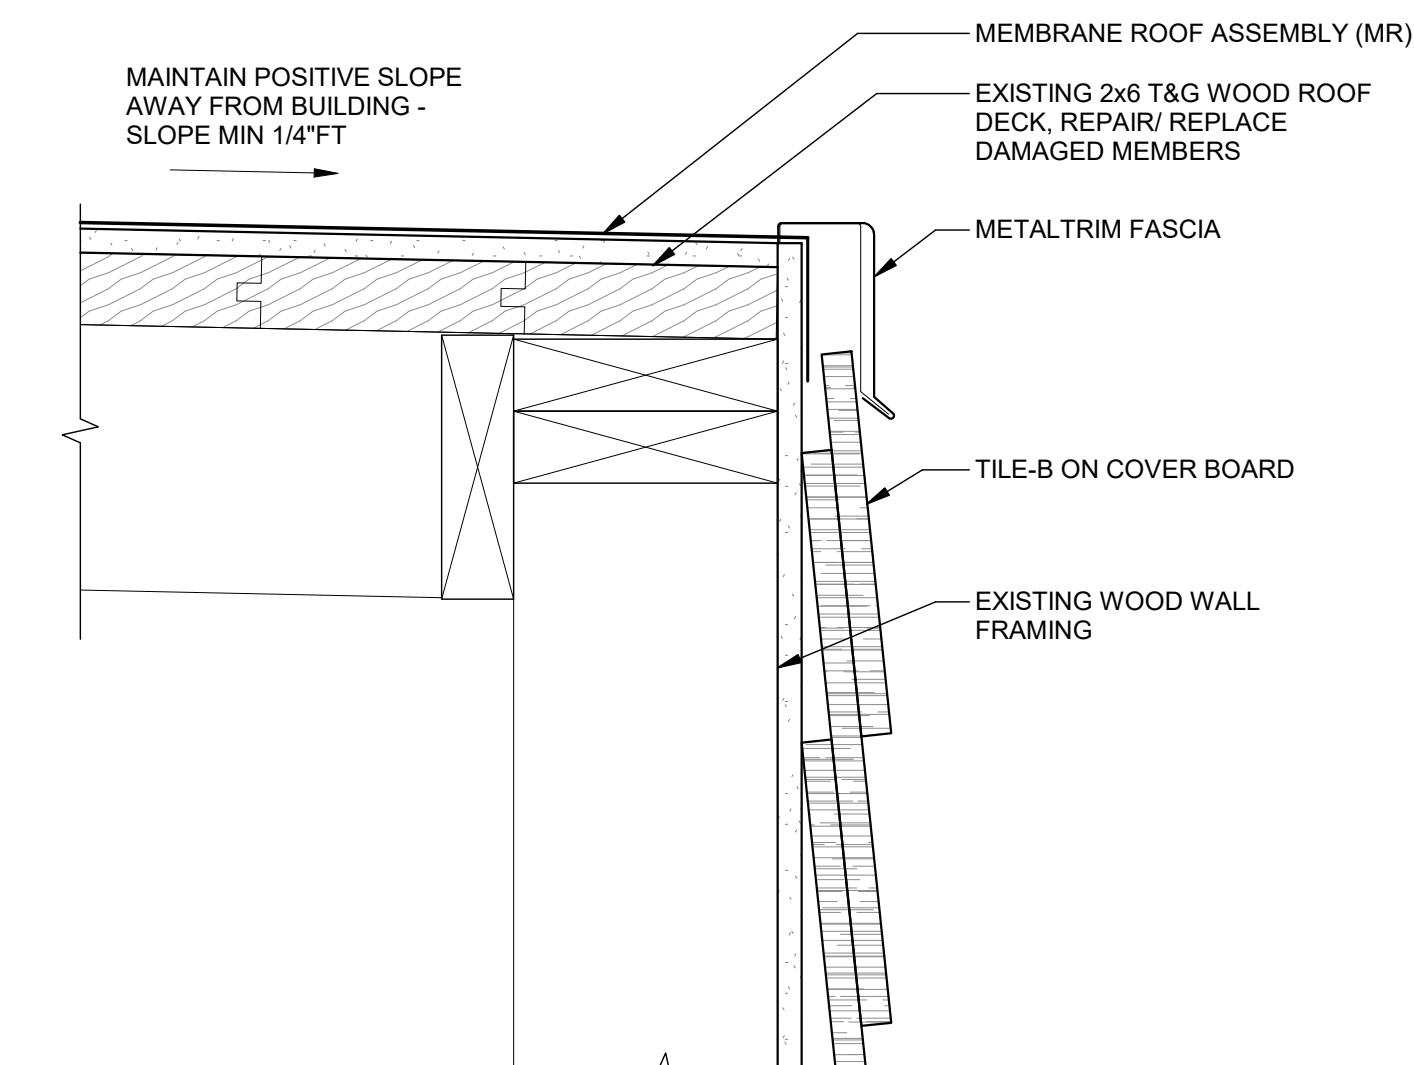 MEMBRANE ROOF ASSEMBLY (MR)
MAINTAIN POSITIVE SLOPE
AWAY FROM BUILDING -
SLOPE MIN 1/4"FT
EXISTING 2x6 T&G WOOD ROOF
DECK, REPAIR/ REPLACE
DAMAGED MEMBERS
METALTRIM FASCIA
TILE-B ON COVER BOARD
EXISTING WOOD WALL
FRAMING